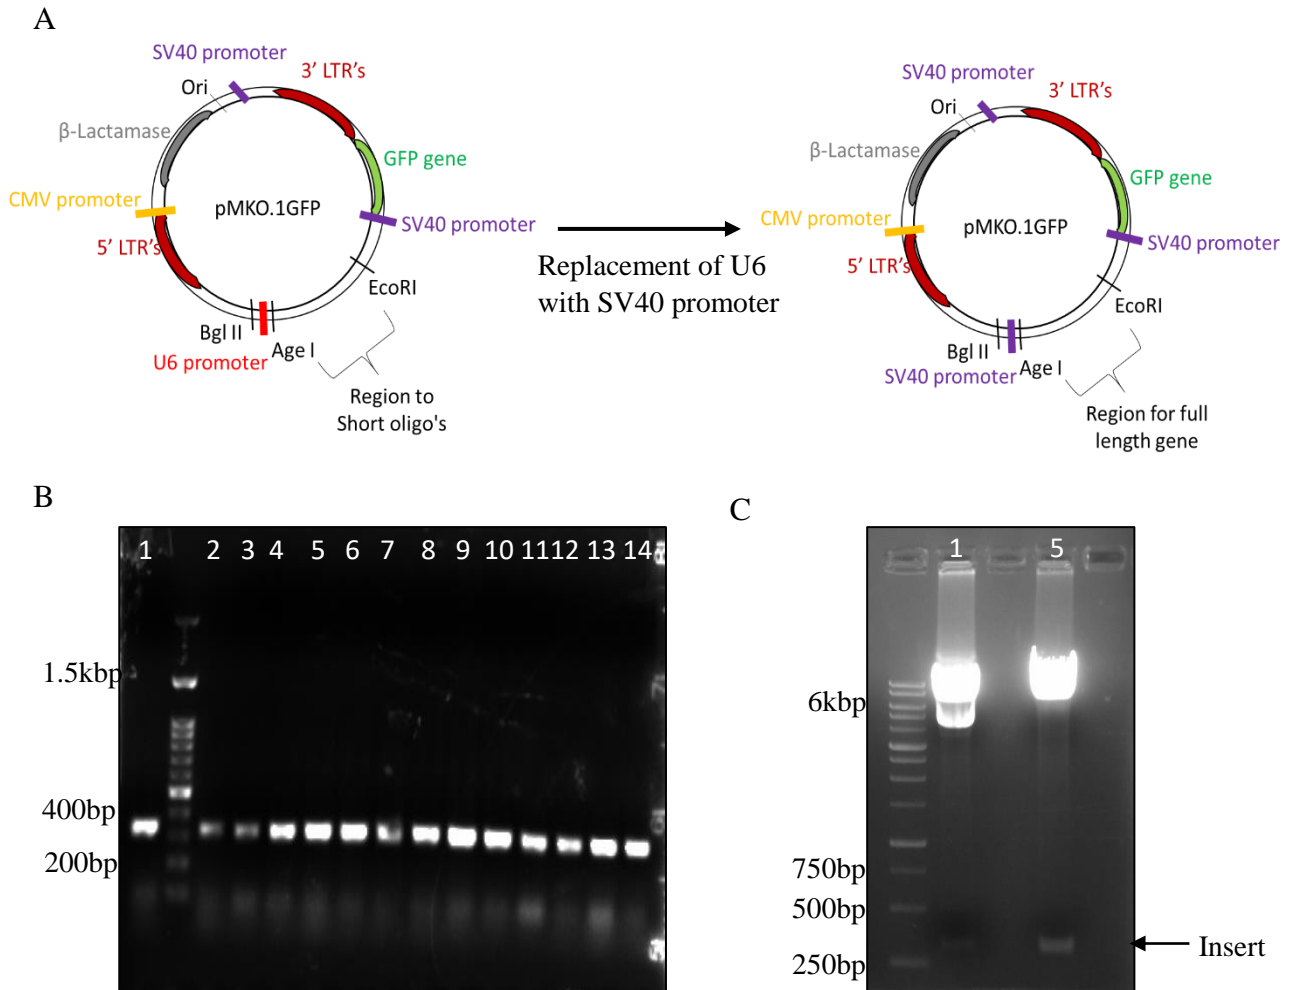 A
SV40 promoter
3' LTR's
Ori
β-Lactamase
GFP gene
CMV promoter
pMKO.1GFP
SV40 promoter
5' LTR's
EcoRI
Bgl II
Age I
U6 promoter
Region to
Short oligo's
Replacement of U6
with SV40 promoter
SV40 promoter
3' LTR's
Ori
β-Lactamase
GFP gene
CMV promoter
pMKO.1GFP
SV40 promoter
5' LTR's
EcoRI
Bgl II
Age I
SV40 promoter
Region for full
length gene
B
1 2 3 4 5 6 7 8 9 10 11 12 13 14
1.5kbp
400bp
200bp
C
1 5
6kbp
750bp
500bp
250bp
Insert